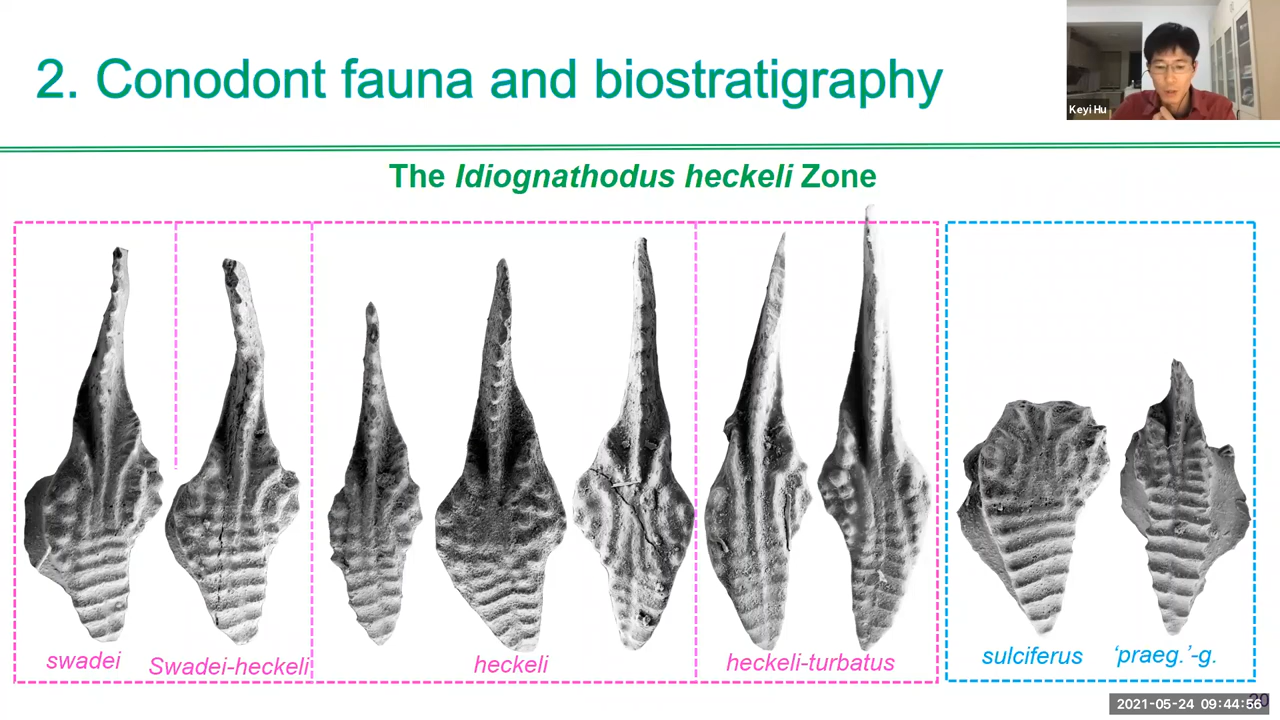 2. Conodont fauna and biostratigraphy
Keyi Hu
The Idiognathodus heckeli Zone
swadei
Swadei-heckeli
heckeli
heckeli-turbatus
sulciferus
‘praeg.’-g.
2021-05-24 09:44:56